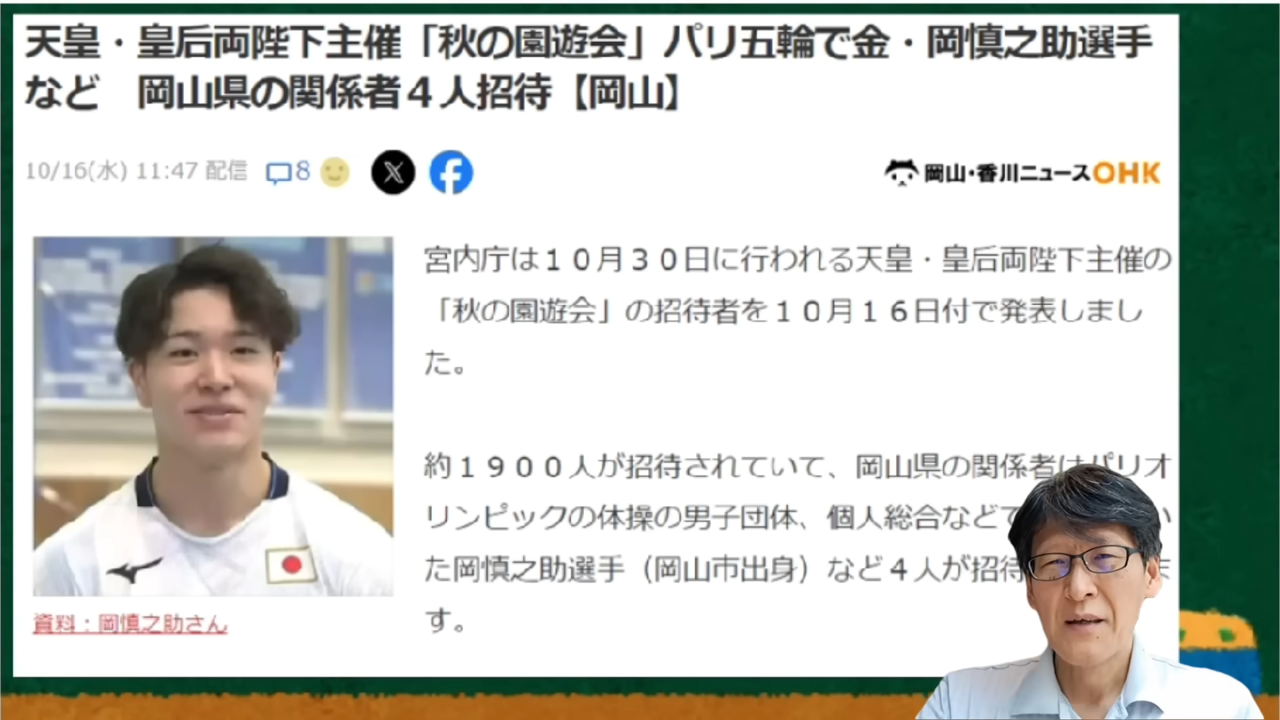 天皇・皇后両陛下主催「秋の園遊会」パリ五輪で金・岡慎之助選手
など　岡山県の関係者４人招待【岡山】
10/16(水) 11:47 配信 8
岡山・香川ニュースOHK
宮内庁は１０月３０日に行われる天皇・皇后両陛下主催の
「秋の園遊会」の招待者を１０月１６日付で発表しまし
た。
約１９００人が招待されていて、岡山県の関係者はパリオ
リンピックの体操の男子団体、個人総合などで
た岡慎之助選手（岡山市出身）など４人が招待 ま
す。
資料：岡慎之助さん